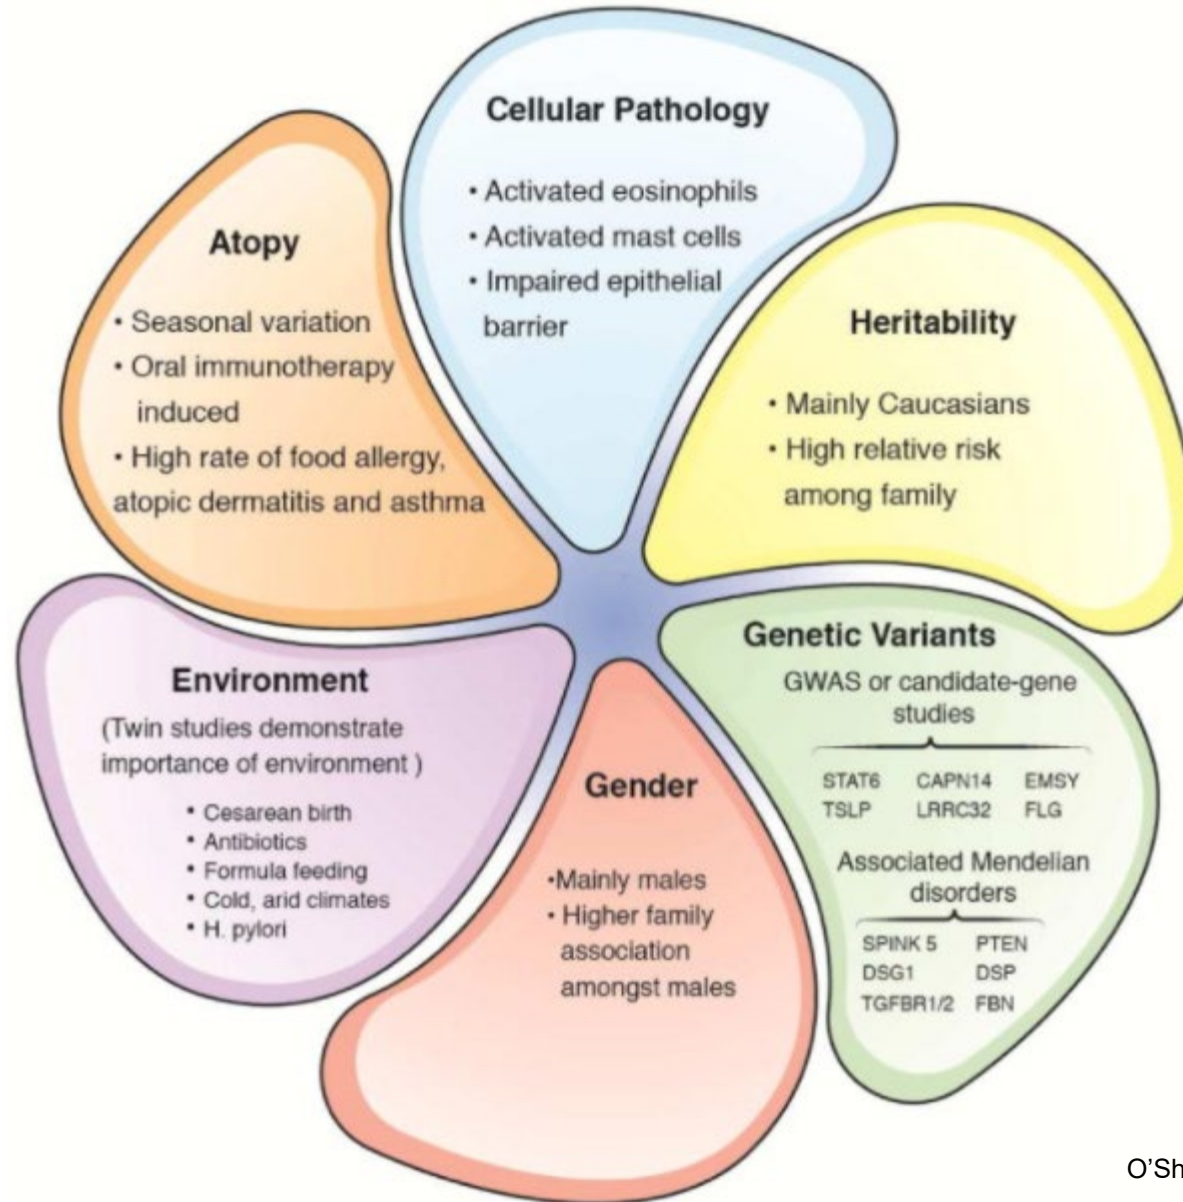 Cellular Pathology
• Activated eosinophils
• Activated mast cells
• Impaired epithelial
barrier
Atopy
• Seasonal variation
• Oral immunotherapy
induced
• High rate of food allergy,
atopic dermatitis and asthma
Heritability
• Mainly Caucasians
• High relative risk
among family
Genetic Variants
GWAS or candidate-gene
studies
STAT6 CAPN14 EMSY
TSLP LRRC32 FLG
Associated Mendelian
disorders
SPINK 5 PTEN
DSG1 DSP
TGFBR1/2 FBN
Environment
(Twin studies demonstrate
importance of environment )
• Cesarean birth
• Antibiotics
• Formula feeding
• Cold, arid climates
• H. pylori
Gender
•Mainly males
• Higher family
association
amongst males
O'Sh